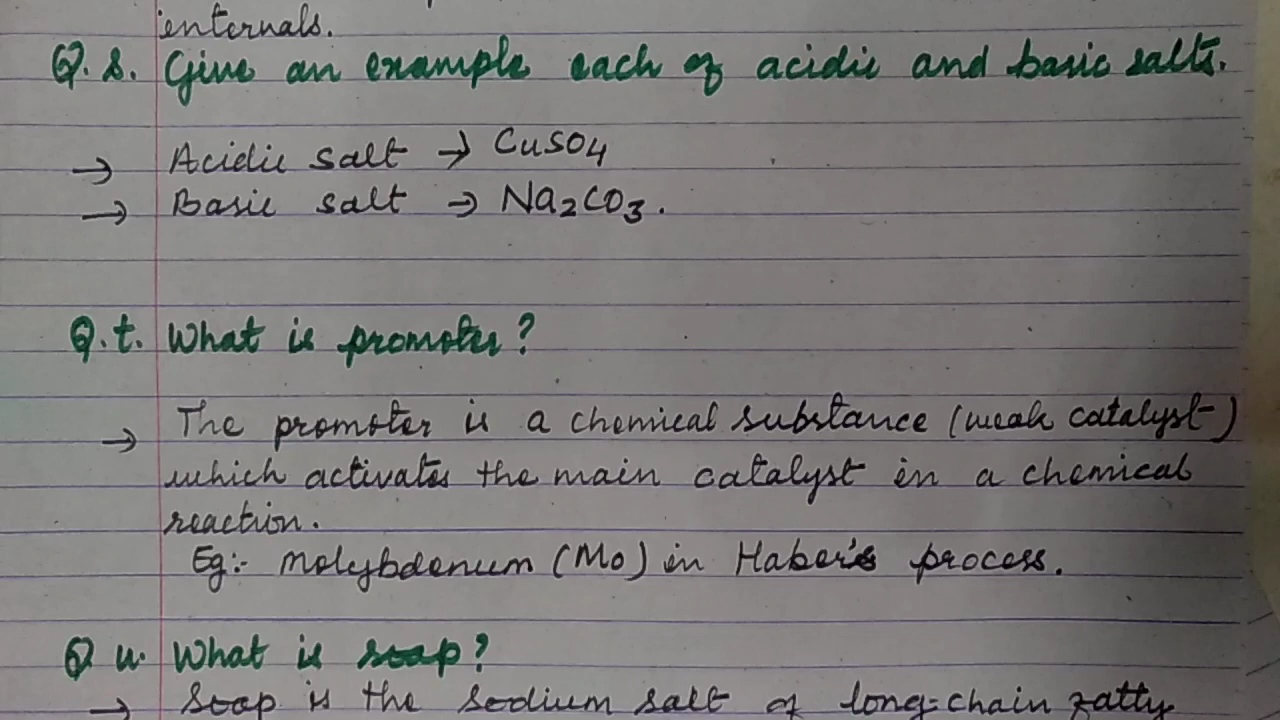 internals.
Q.s. Give an example each of acidic and basic salts.
→ Acidic salt → CuSO4
→ Basic salt → Na2CO3.
Q.t. What is promoter?
→ The promoter is a chemical substance (weak catalyst)
which activates the main catalyst in a chemical
reaction.
Eg:- Molybdenum (Mo) in Haber's process.
Q u. What is soap?
→ Soap is the sodium salt of long-chain fatty